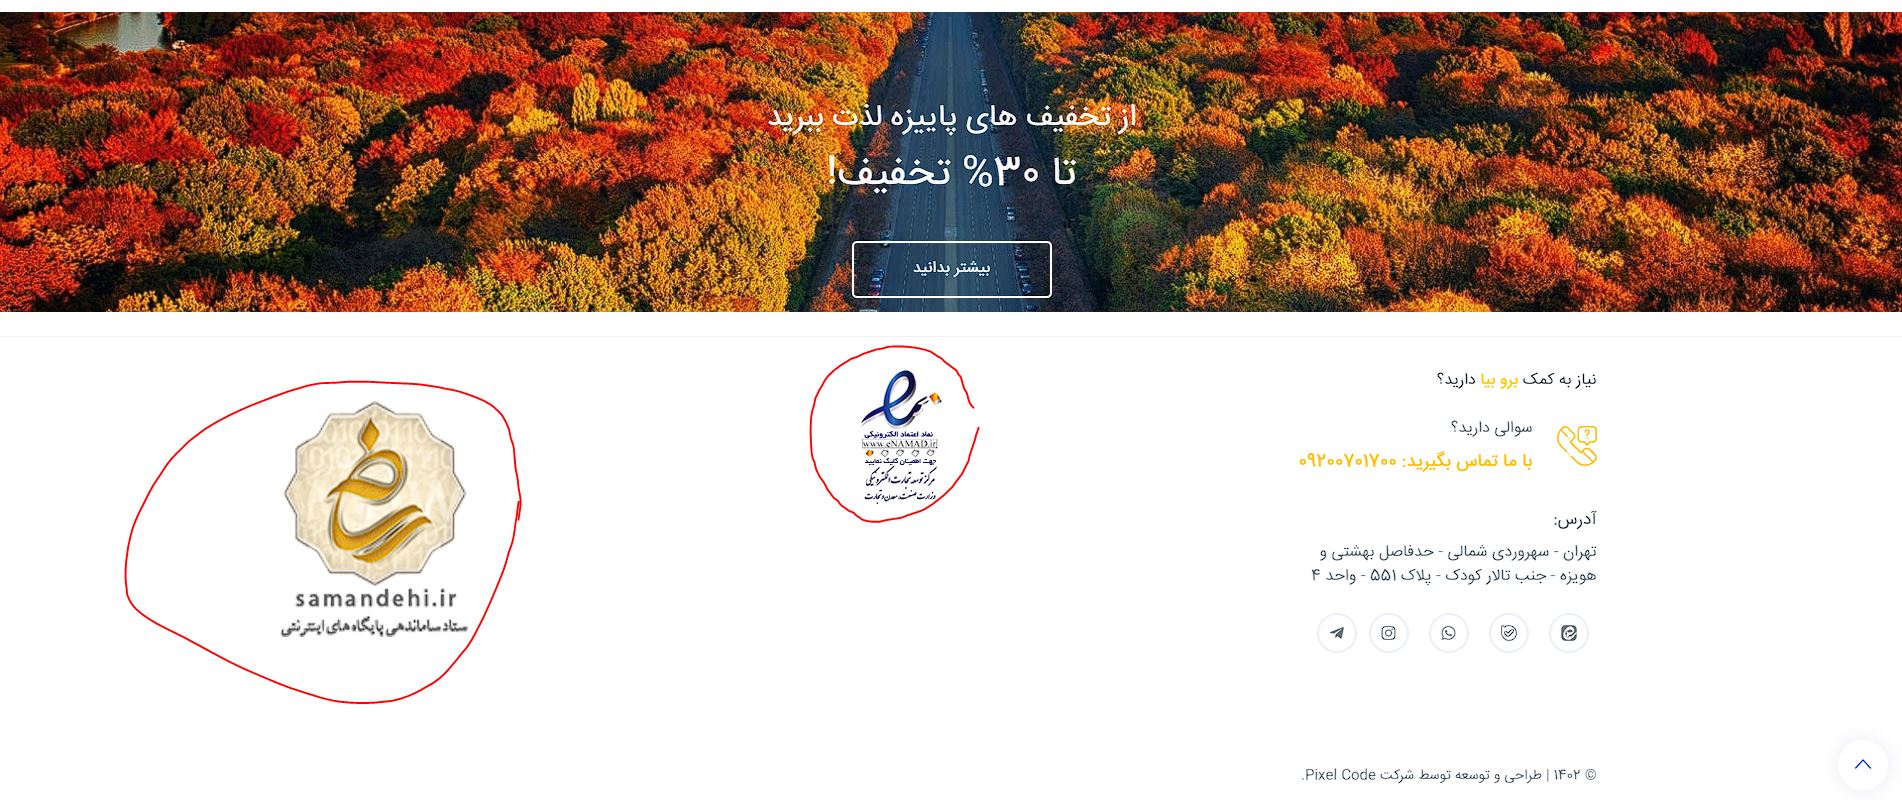 از تخفیف های پاییزه لذت ببرید
تا ۳۰% تخفیف!
بیشتر بدانید
نیاز به کمک برو بیا دارید؟
سوالی دارید؟
با ما تماس بگیرید: ۰۹۲۰۰۷۰۱۷۰۰
آدرس:
تهران - سهروردی شمالی - حدفاصل بهشتی و
هویزه - جنب تالار کودک - پلاک ۵۵۱ - واحد ۴
نماد اعتماد الکترونیکی
www.eNAMAD.ir
جهت اطمینان کلیک نمایید
مرکز توسعه تجارت الکترونیکی
وزارت صنعت، معدن و تجارت
samandehi.ir
ستاد ساماندهی پایگاه های اینترنتی
© ۱۴۰۲ | طراحی و توسعه توسط شرکت Pixel Code.